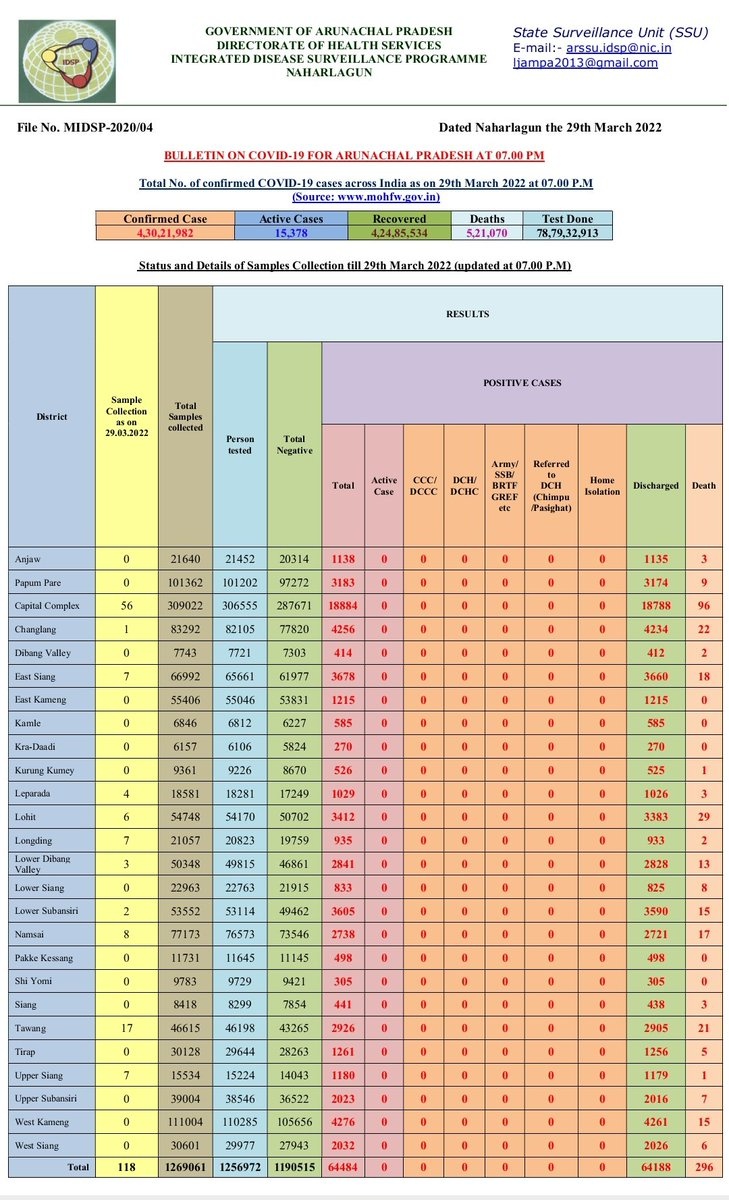 IDSP
GOVERNMENT OF ARUNACHAL PRADESH
DIRECTORATE OF HEALTH SERVICES
INTEGRATED DISEASE SURVEILLANCE PROGRAMME
NAHARLAGUN
State Surveillance Unit (SSU)
E-mail:- arssu.idsp@nic.in
ljampa2013@gmail.com
File No. MIDSP-2020/04 Dated Naharlagun the 29th March 2022
BULLETIN ON COVID-19 FOR ARUNACHAL PRADESH AT 07.00 PM
Total No. of confirmed COVID-19 cases across India as on 29th March 2022 at 07.00 P.M
(Source: www.mohfw.gov.in)
Confirmed Case Active Cases Recovered Deaths Test Done
4,30,21,982 15,378 4,24,85,534 5,21,070 78,79,32,913
Status and Details of Samples Collection till 29th March 2022 (updated at 07.00 P.M)
District
Sample
Collection
as on
29.03.2022
Total
Samples
collected
RESULTS
Person
tested
Total
Negative
POSITIVE CASES
Total
Active
Case
CCC/
DCCC
DCH/
DCHC
Army/
SSB/
BRTF
GREF
etc
Referred
to
DCH
(Chimpu
/Pasighat)
Home
Isolation
Discharged
Death
Anjaw 0 21640 21452 20314 1138 0 0 0 0 0 0 1135 3
Papum Pare 0 101362 101202 97272 3183 0 0 0 0 0 0 3174 9
Capital Complex 56 309022 306555 287671 18884 0 0 0 0 0 0 18788 96
Changlang 1 83292 82105 77820 4256 0 0 0 0 0 0 4234 22
Dibang Valley 0 7743 7721 7303 414 0 0 0 0 0 0 412 2
East Siang 7 66992 65661 61977 3678 0 0 0 0 0 0 3660 18
East Kameng 0 55406 55046 53831 1215 0 0 0 0 0 0 1215 0
Kamle 0 6846 6812 6227 585 0 0 0 0 0 0 585 0
Kra-Daadi 0 6157 6106 5824 270 0 0 0 0 0 0 270 0
Kurung Kumey 0 9361 9226 8670 526 0 0 0 0 0 0 525 1
Leparada 4 18581 18281 17249 1029 0 0 0 0 0 0 1026 3
Lohit 6 54748 54170 50702 3412 0 0 0 0 0 0 3383 29
Longding 7 21057 20823 19759 935 0 0 0 0 0 0 933 2
Lower Dibang
Valley 3 50348 49815 46861 2841 0 0 0 0 0 0 2828 13
Lower Siang 0 22963 22763 21915 833 0 0 0 0 0 0 825 8
Lower Subansiri 2 53552 53114 49462 3605 0 0 0 0 0 0 3590 15
Namsai 8 77173 76573 73546 2738 0 0 0 0 0 0 2721 17
Pakke Kessang 0 11731 11645 11145 498 0 0 0 0 0 0 498 0
Shi Yomi 0 9783 9729 9421 305 0 0 0 0 0 0 305 0
Siang 0 8418 8299 7854 441 0 0 0 0 0 0 438 3
Tawang 17 46615 46198 43265 2926 0 0 0 0 0 0 2905 21
Tirap 0 30128 29644 28263 1261 0 0 0 0 0 0 1256 5
Upper Siang 7 15534 15224 14043 1180 0 0 0 0 0 0 1179 1
Upper Subansiri 0 39004 38546 36522 2023 0 0 0 0 0 0 2016 7
West Kameng 0 111004 110285 105656 4276 0 0 0 0 0 0 4261 15
West Siang 0 30601 29977 27943 2032 0 0 0 0 0 0 2026 6
Total 118 1269061 1256972 1190515 64484 0 0 0 0 0 0 64188 296